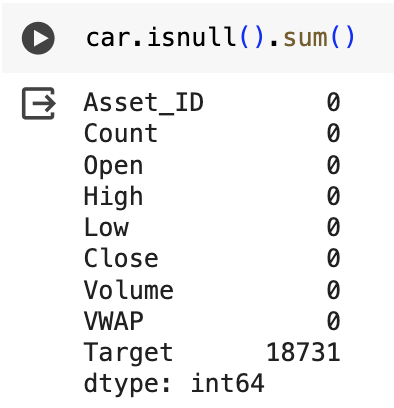 car.isnull().sum()
Asset_ID 0
Count 0
Open 0
High 0
Low 0
Close 0
Volume 0
VWAP 0
Target 18731
dtype: int64